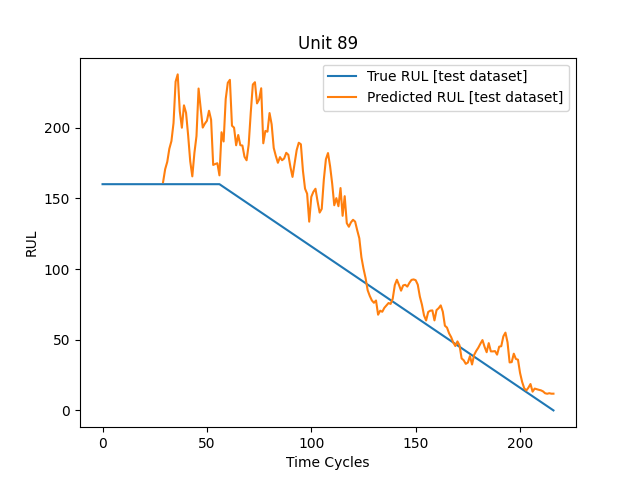 Unit 89
True RUL [test dataset]
Predicted RUL [test dataset]
RUL
200
150
100
50
0
0 50 100 150 200
Time Cycles